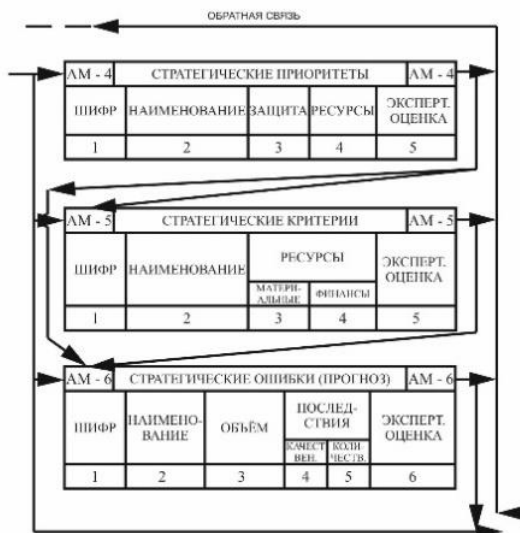 ОБРАТНАЯ СВЯЗЬ
АМ - 4 СТРАТЕГИЧЕСКИЕ ПРИОРИТЕТЫ АМ - 4
ШИФР НАИМЕНОВАНИЕ ЗАЩИТА РЕСУРСЫ ЭКСПЕРТ.
ОЦЕНКА
1 2 3 4 5
АМ - 5 СТРАТЕГИЧЕСКИЕ КРИТЕРИИ АМ - 5
ШИФР НАИМЕНОВАНИЕ РЕСУРСЫ ЭКСПЕРТ.
ОЦЕНКА
МАТЕРИ-
АЛЬНЫЕ
ФИНАНСЫ
1 2 3 4 5
АМ - 6 СТРАТЕГИЧЕСКИЕ ОШИБКИ (ПРОГНОЗ) АМ - 6
ШИФР
НАИМЕНО-
ВАНИЕ
ОБЪЁМ
ПОСЛЕД-
СТВИЯ
ЭКСПЕРТ.
ОЦЕНКА
КАЧЕСТ
ВЕН.
КОЛИ-
ЧЕСТВ.
1 2 3 4 5 6